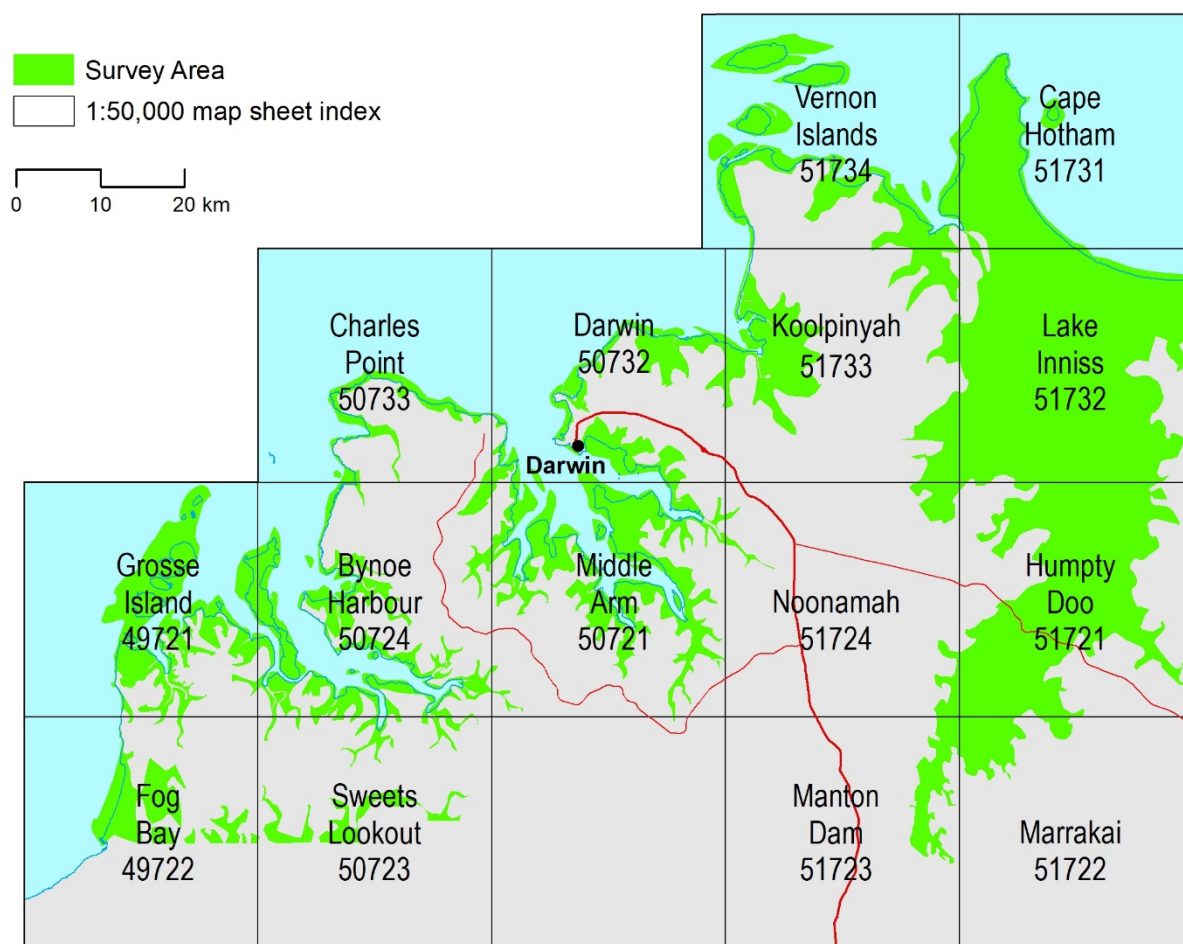 Survey Area
1:50,000 map sheet index
0 10 20 km
Vernon
Islands
51734
Cape
Hotham
51731
Charles
Point
50733
Darwin
50732
Koolpinyah
51733
Lake
Inniss
51732
Darwin
Grosse
Island
49721
Bynoe
Harbour
50724
Middle
Arm
50721
Noonamah
51724
Humpty
Doo
51721
Fog
Bay
49722
Sweets
Lookout
50723
Manton
Dam
51723
Marrakai
51722